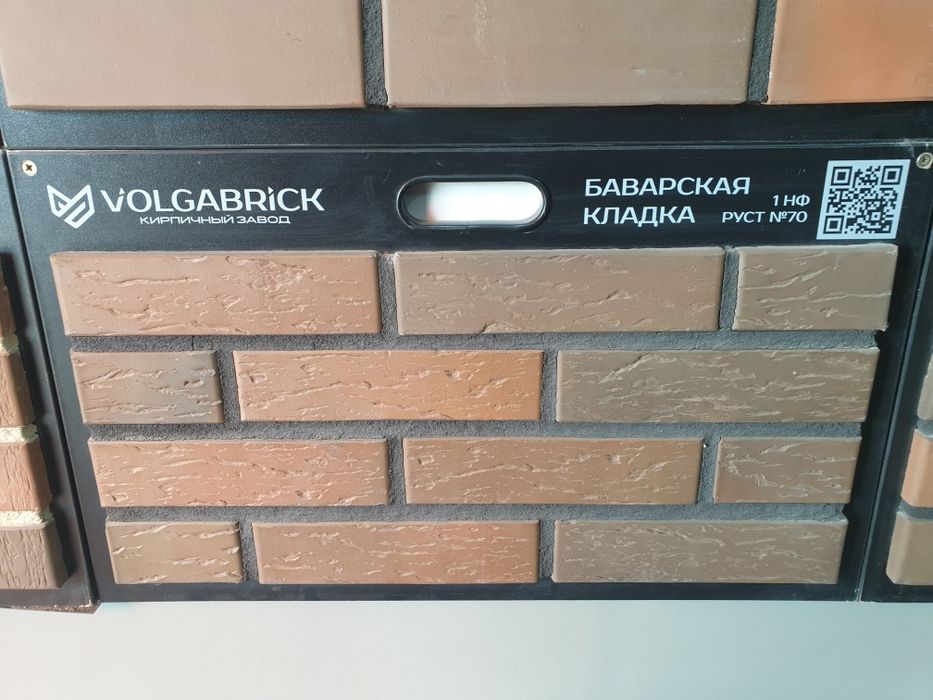 VOLGABRICK
КИРПИЧНЫЙ ЗАВОД
БАВАРСКАЯ
КЛАДКА
1 НФ
РУСТ №70